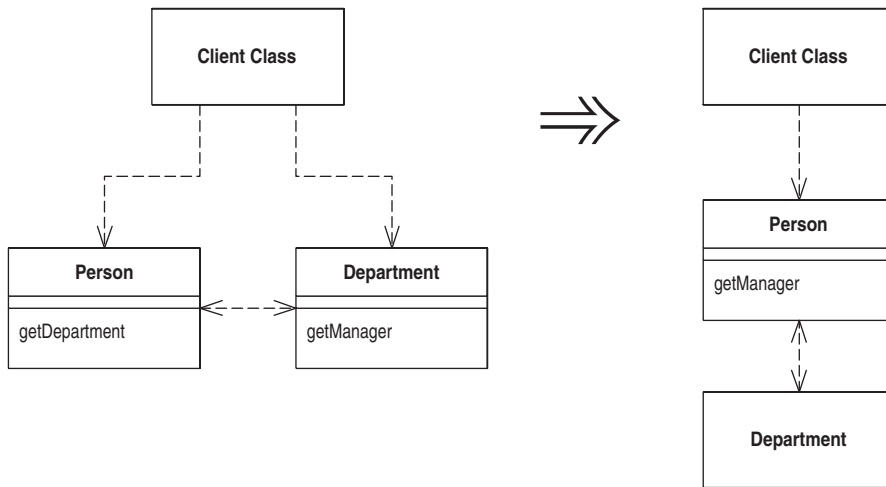 Client Class
Person
getDepartment
Department
getManager
Client Class
Person
getManager
Department